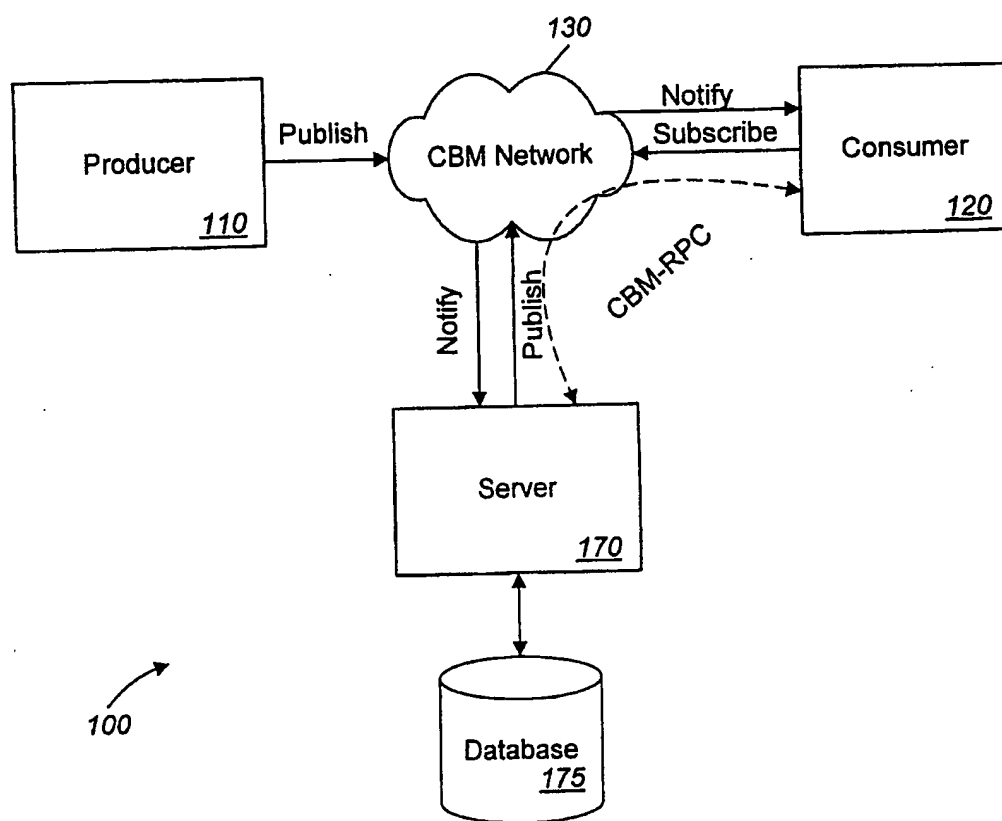 130
Producer
110
Publish
CBM Network
Notify
Subscribe
Consumer
120
CBM-RPC
Notify
Publish
Server
170
Database
175
100